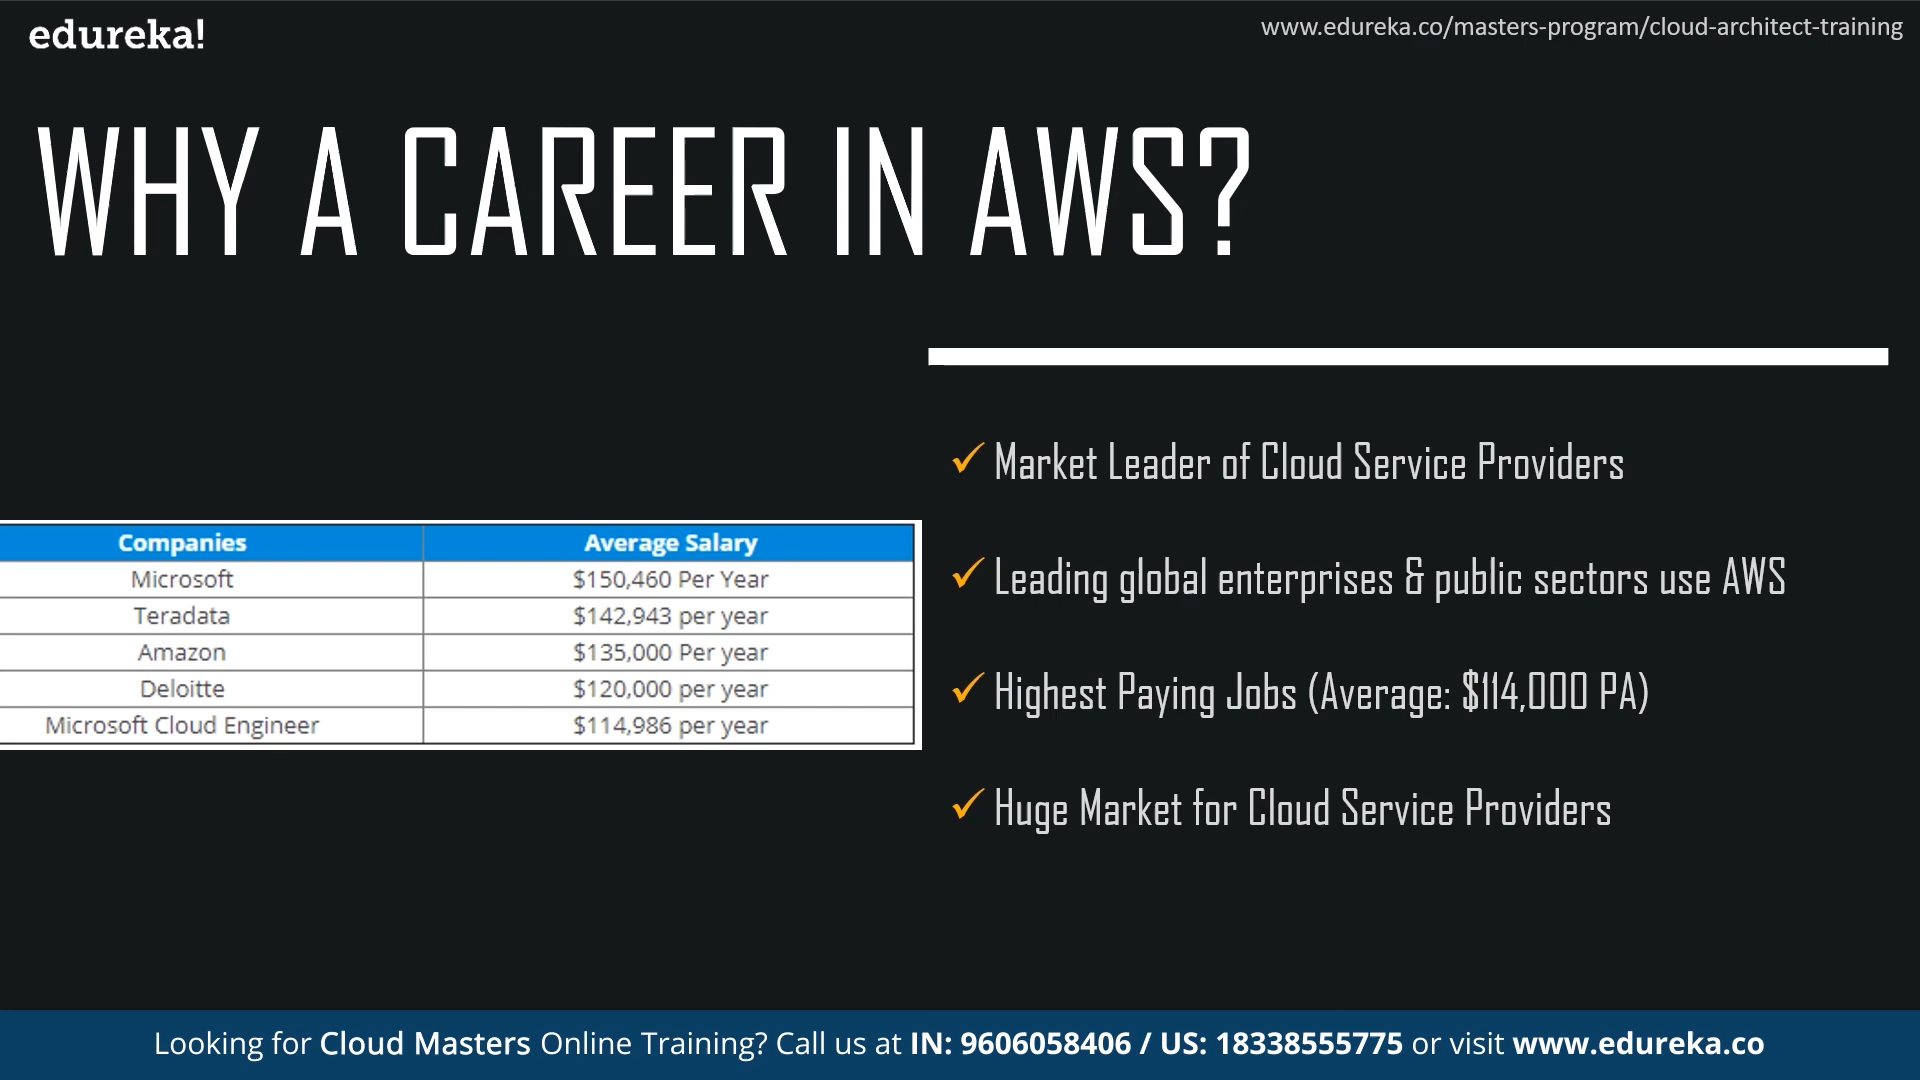 edureka!
www.edureka.co/masters-program/cloud-architect-training
WHY A CAREER IN AWS?
Companies Average Salary
Microsoft $150,460 Per Year
Teradata $142,943 per year
Amazon $135,000 Per year
Deloitte $120,000 per year
Microsoft Cloud Engineer $114,986 per year
✓ Market Leader of Cloud Service Providers
✓ Leading global enterprises & public sectors use AWS
✓ Highest Paying Jobs (Average: $114,000 PA)
✓ Huge Market for Cloud Service Providers
Looking for Cloud Masters Online Training? Call us at IN: 9606058406 / US: 18338555775 or visit www.edureka.co